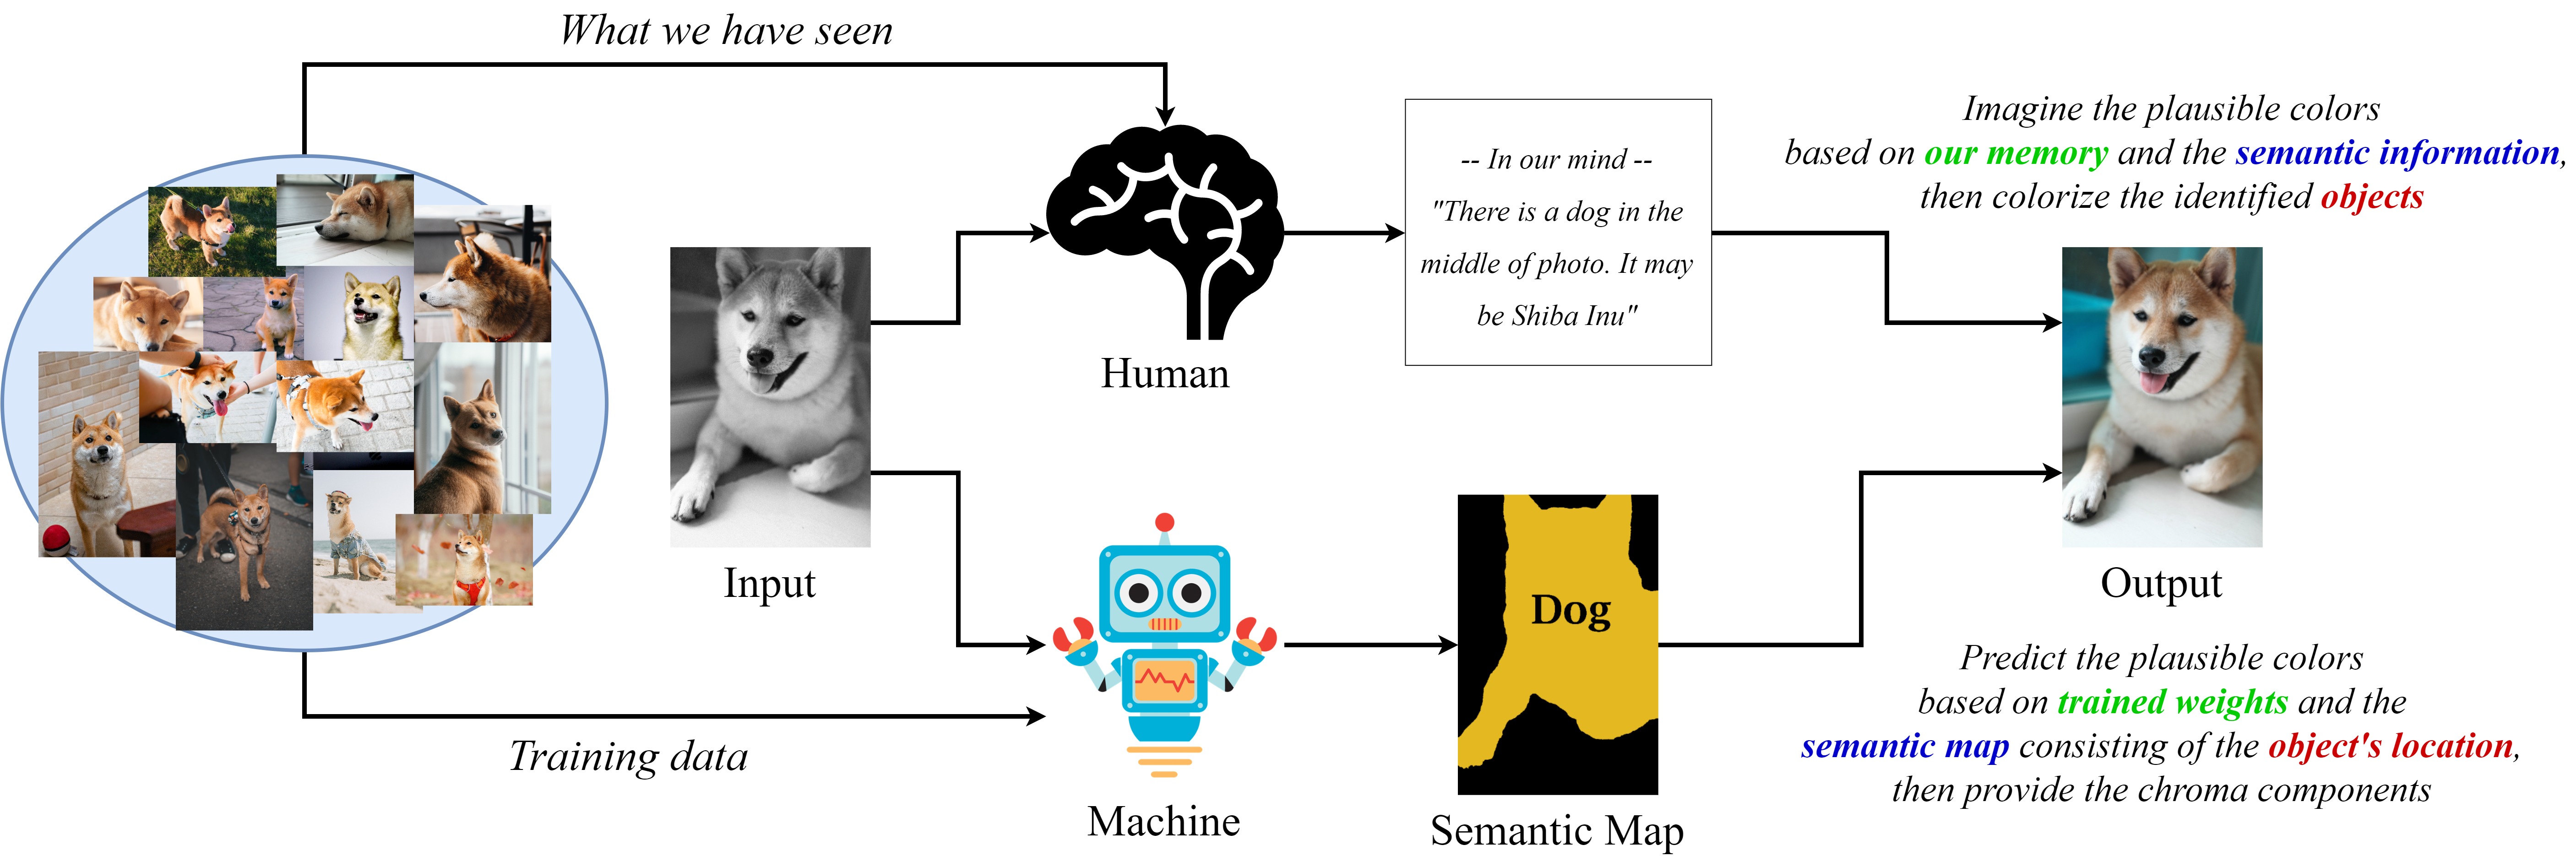 What we have seen
-- In our mind --
"There is a dog in the
middle of photo. It may
be Shiba Inu"
Imagine the plausible colors
based on our memory and the semantic information,
then colorize the identified objects
Human
Input
Output
Dog
Training data
Machine
Semantic Map
Predict the plausible colors
based on trained weights and the
semantic map consisting of the object's location,
then provide the chroma components